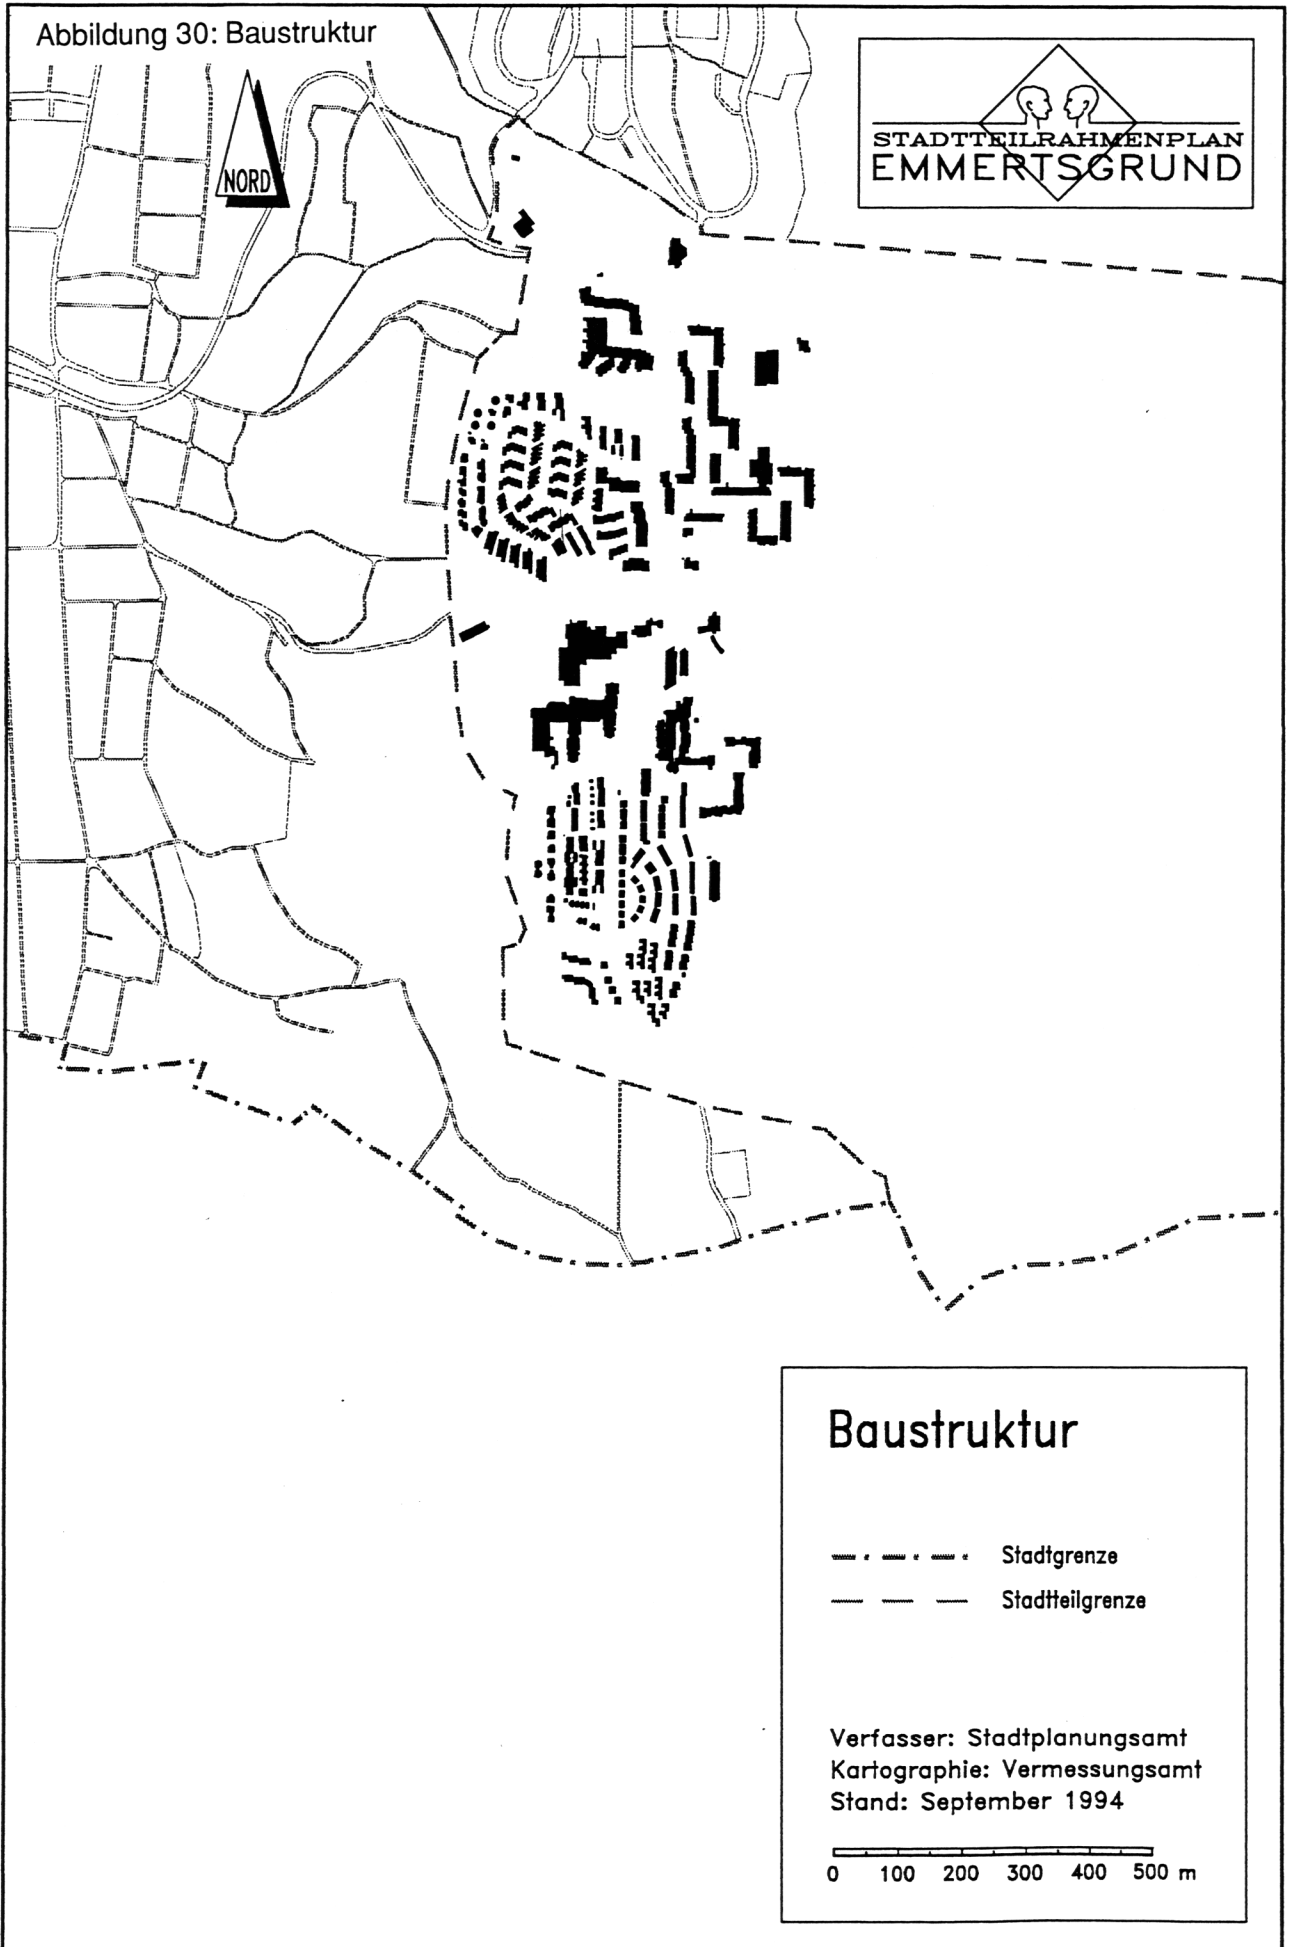 Abbildung 30: Baustruktur
NORD
STADTTEILRAHMENPLAN
EMMERTSGRUND
Baustruktur
Stadtgrenze
Stadtteilgrenze
Verfasser: Stadtplanungsamt
Kartographie: Vermessungsamt
Stand: September 1994
0 100 200 300 400 500 m